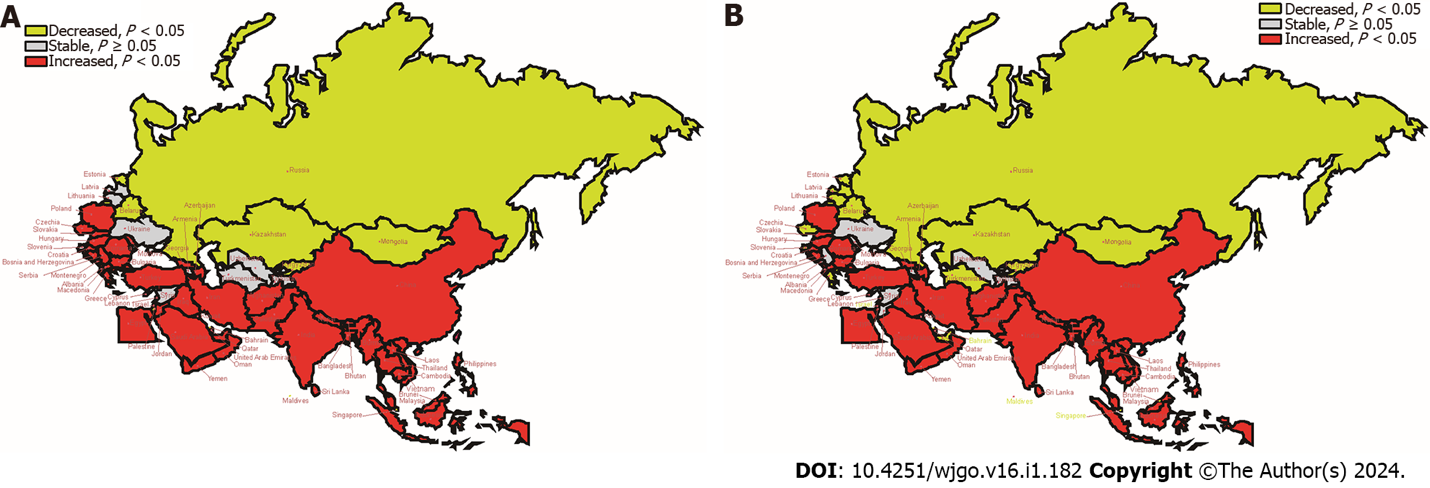 A
Decreased, P < 0.05
Stable, P ≥ 0.05
Increased, P < 0.05
Russia
Estonia
Latvia
Lithuania
Poland
Belarus
Czechia
Slovakia
Ukraine
Hungary
Slovenia
Croatia
Bosnia and Herzegovina
Serbia
Montenegro
Albania
Macedonia
Bulgaria
Greece
Cyprus
Lebanon
Israel
Azerbaijan
Armenia
Georgia
Kazakhstan
Mongolia
Palestine
Jordan
Yemen
Bahrain
Qatar
United Arab Emira
Oman
Maldives
Sri Lanka
Bangladesh
Bhutan
Laos
Thailand
Cambodia
Vietnam
Brunei
Malaysia
Singapore
Philippines
B
Decreased, P < 0.05
Stable, P ≥ 0.05
Increased, P < 0.05
Russia
Estonia
Latvia
Lithuania
Poland
Belarus
Czechia
Slovakia
Ukraine
Hungary
Slovenia
Croatia
Bosnia and Herzegovina
Serbia
Montenegro
Albania
Macedonia
Bulgaria
Greece
Cyprus
Lebanon
Azerbaijan
Armenia
Georgia
Kazakhstan
Mongolia
Palestine
Jordan
Yemen
Bahrain
Qatar
United Arab Emira
Oman
Maldives
Sri Lanka
Bangladesh
Bhutan
Laos
Thailand
Cambodia
Vietnam
Brunei
Malaysia
Singapore
Philippines
DOI: 10.4251/wjgo.v16.i1.182 Copyright ©The Author(s) 2024.